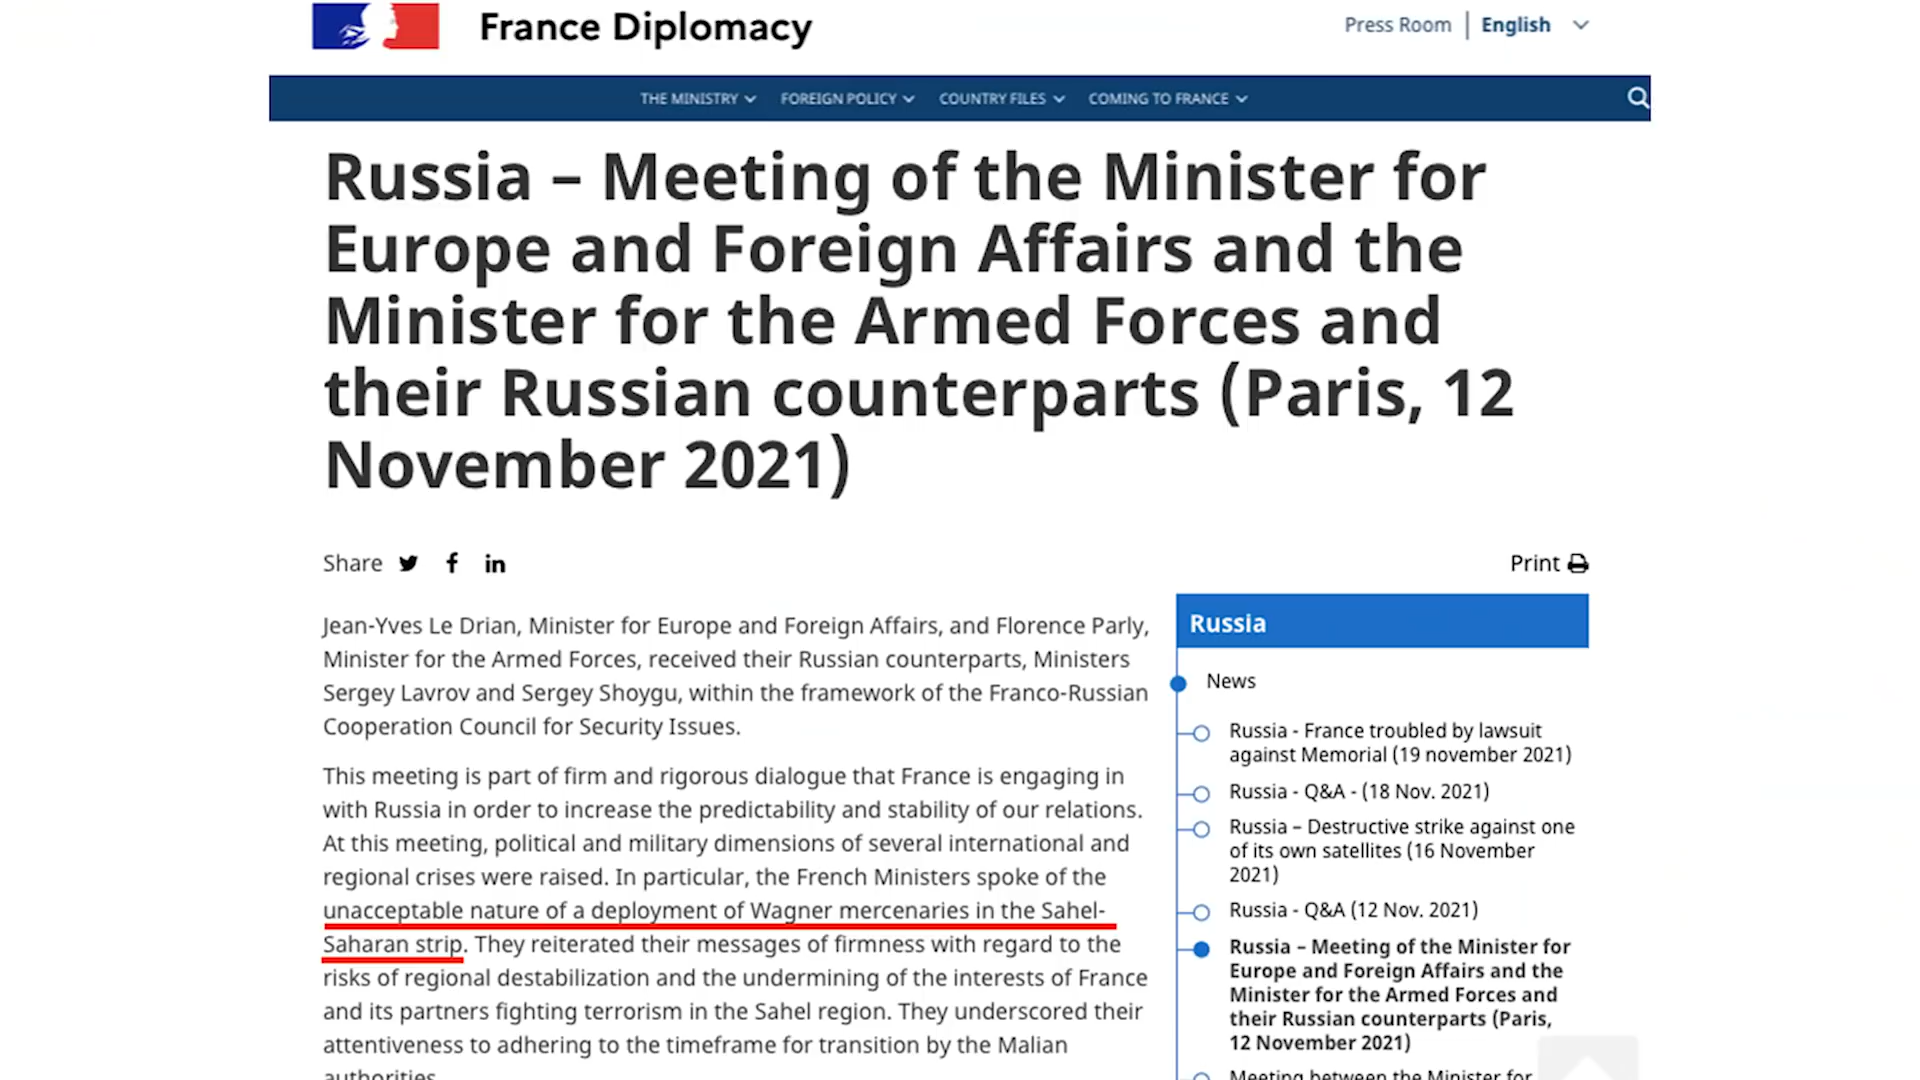 France Diplomacy
Press Room
English
THE MINISTRY
FOREIGN POLICY
COUNTRY FILES
COMING TO FRANCE
Russia – Meeting of the Minister for
Europe and Foreign Affairs and the
Minister for the Armed Forces and
their Russian counterparts (Paris, 12
November 2021)
Share
Print
Jean-Yves Le Drian, Minister for Europe and Foreign Affairs, and Florence Parly,
Minister for the Armed Forces, received their Russian counterparts, Ministers
Sergey Lavrov and Sergey Shoygu, within the framework of the Franco-Russian
Cooperation Council for Security Issues.
This meeting is part of firm and rigorous dialogue that France is engaging in
with Russia in order to increase the predictability and stability of our relations.
At this meeting, political and military dimensions of several international and
regional crises were raised. In particular, the French Ministers spoke of the
unacceptable nature of a deployment of Wagner mercenaries in the Sahel-
Saharan strip. They reiterated their messages of firmness with regard to the
risks of regional destabilization and the undermining of the interests of France
and its partners fighting terrorism in the Sahel region. They underscored their
attentiveness to adhering to the timeframe for transition by the Malian
authorities.
Russia
News
Russia - France troubled by lawsuit
against Memorial (19 november 2021)
Russia - Q&A - (18 Nov. 2021)
Russia – Destructive strike against one
of its own satellites (16 November
2021)
Russia - Q&A (12 Nov. 2021)
Russia – Meeting of the Minister for
Europe and Foreign Affairs and the
Minister for the Armed Forces and
their Russian counterparts (Paris,
12 November 2021)
Meeting between the Minister for